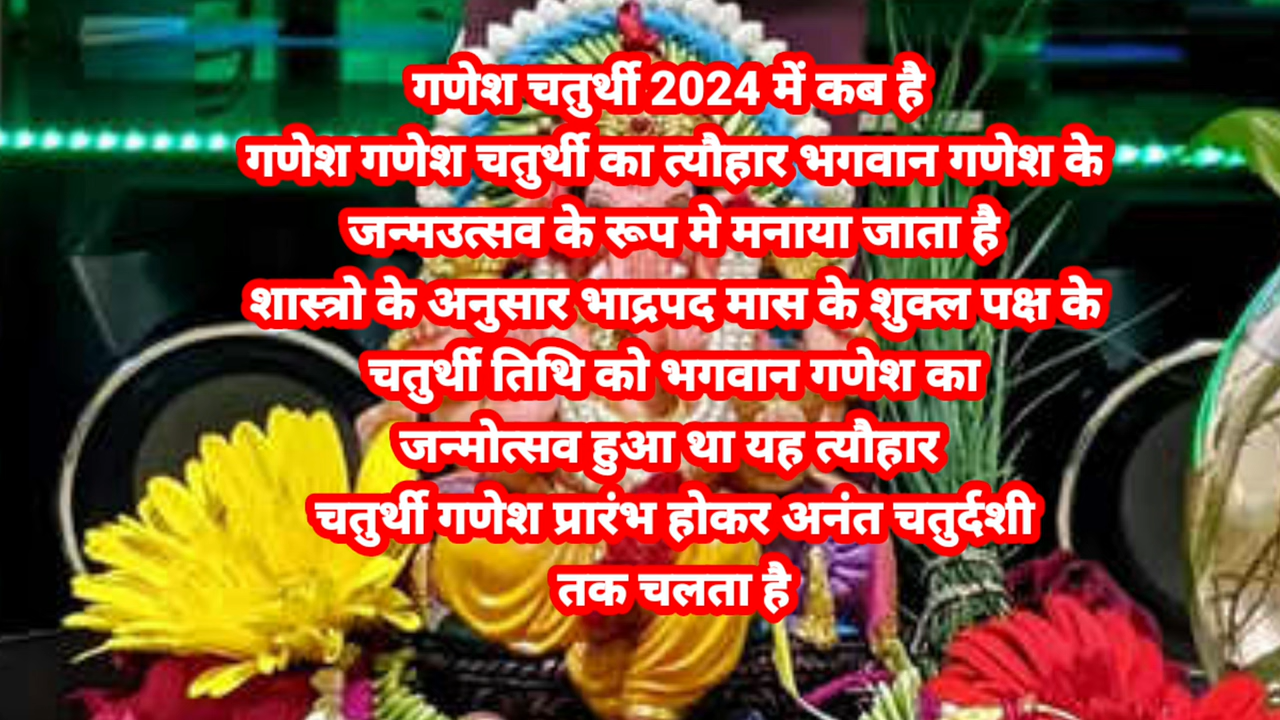 गणेश चतुर्थी 2024 में कब है
गणेश गणेश चतुर्थी का त्यौहार भगवान गणेश के
जन्मउत्सव के रूप मे मनाया जाता है
शास्त्रो के अनुसार भाद्रपद मास के शुक्ल पक्ष के
चतुर्थी तिथि को भगवान गणेश का
जन्मोत्सव हुआ था यह त्यौहार
चतुर्थी गणेश प्रारंभ होकर अनंत चतुर्दशी
तक चलता है